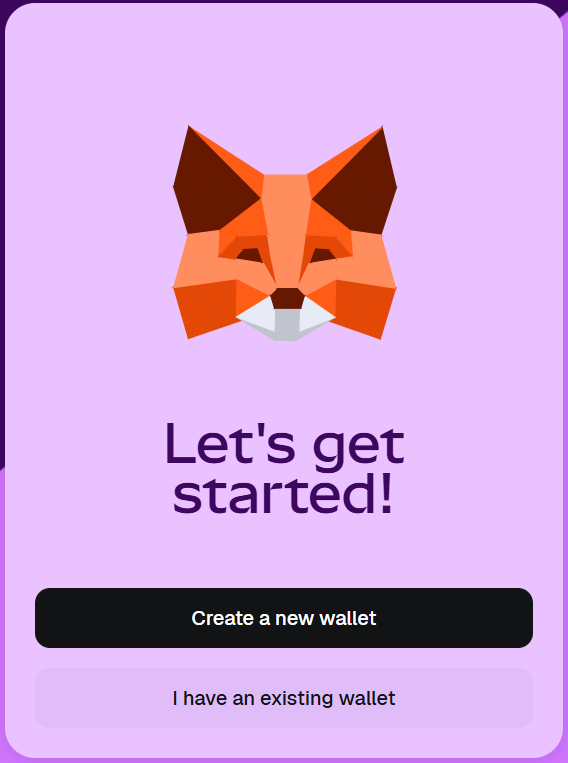 Let's get
started!
Create a new wallet
I have an existing wallet